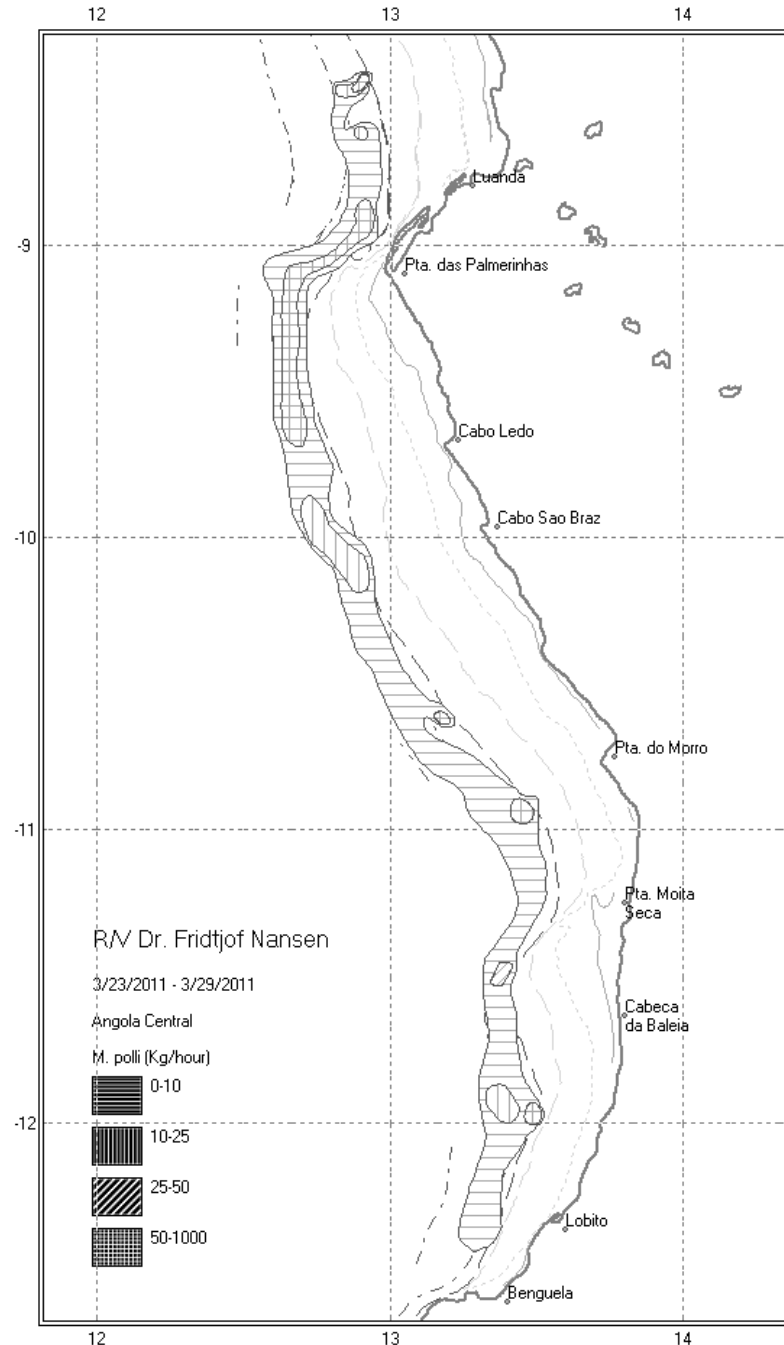 12 13 14
Luanda
-9
Pta. das Palmerinhas
Cabo Ledo
-10
Cabo Sao Braz
Pta. do Morro
-11
Pta. Moita
Seca
R/V Dr. Fridtjof Nansen
3/23/2011 - 3/29/2011
Cabeca
da Baleia
Angola Central
M. polli (Kg/hour)
0-10
-12
10-25
25-50
Lobito
50-1000
Benguela
12 13 14